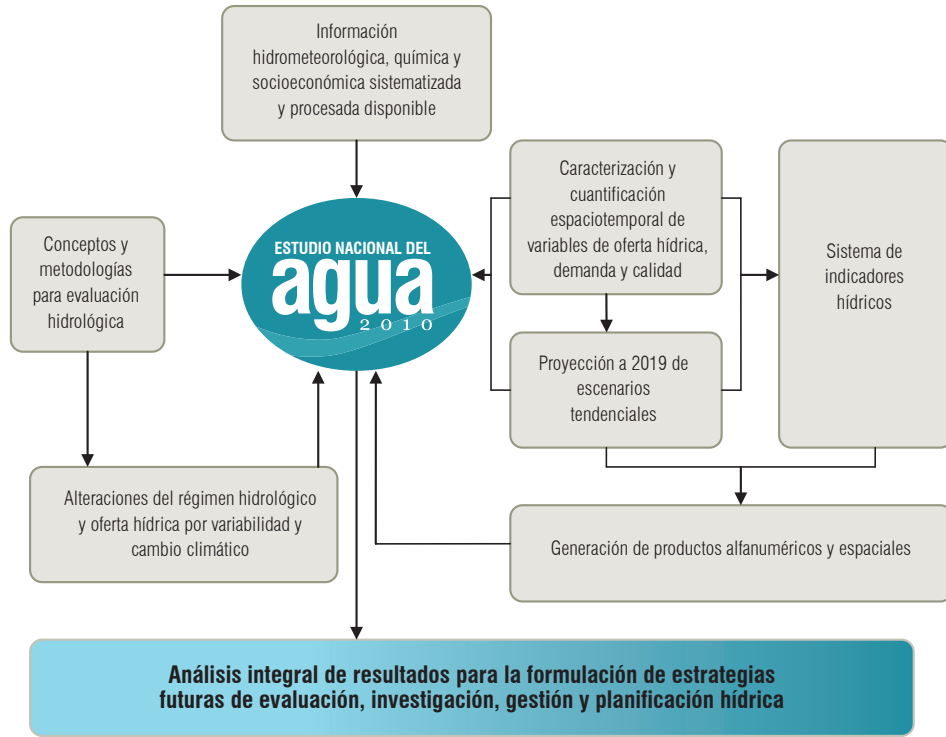 Información
hidrometeorológica, química y
socioeconómica sistematizada
y procesada disponible
Caracterización y
cuantificación
espaciotemporal de
variables de oferta hídrica,
demanda y calidad
Sistema de
indicadores
hídricos
Conceptos y
metodologías
para evaluación
hidrológica
ESTUDIO NACIONAL DEL
agua
2010
Proyección a 2019 de
escenarios
tendenciales
Alteraciones del régimen hidrológico
y oferta hídrica por variabilidad y
cambio climático
Generación de productos alfanuméricos y espaciales
Análisis integral de resultados para la formulación de estrategias
futuras de evaluación, investigación, gestión y planificación hídrica